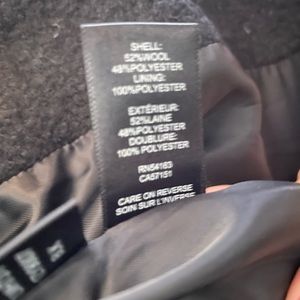 SHELL:
52%WOOL
48%POLYESTER
LINING:
100%POLYESTER
EXTÉRIEUR:
52%LAINE
48%POLYESTER
DOUBLURE:
100% POLYESTER
RN54163
CA57151
CARE ON REVERSE
SOIN SUR L'INVERSE